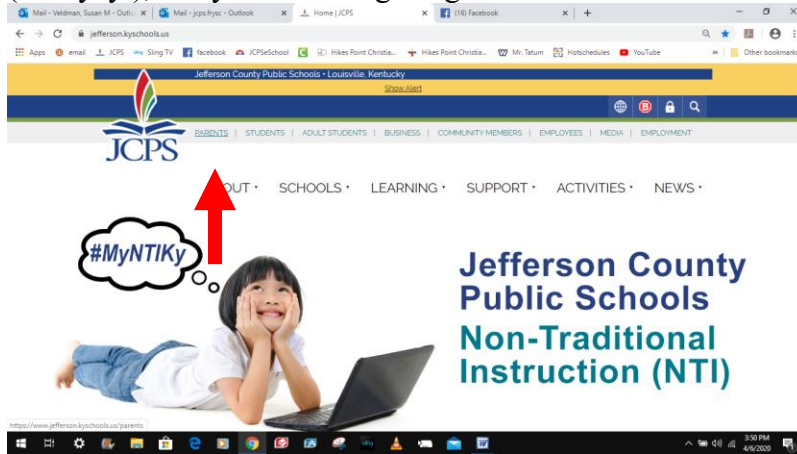 Mail - Veldman, Susan M - Outlo
Mail - jcps.frysc - Outlook
Home | JCPS
(16) Facebook
jefferson.kyschools.us
Apps
email
JCPS
Sling TV
facebook
JCPSeSchool
Hikes Point Christia...
Hikes Point Christia...
Mr. Tatum
Hotschedules
YouTube
Other bookmarks
Jefferson County Public Schools • Louisville, Kentucky
Show Alert
JCPS
PARENTS | STUDENTS | ADULT STUDENTS | BUSINESS | COMMUNITY MEMBERS | EMPLOYEES | MEDIA | EMPLOYMENT
OUT • SCHOOLS • LEARNING • SUPPORT • ACTIVITIES • NEWS •
#MyNTIKy
Jefferson County
Public Schools
Non-Traditional
Instruction (NTI)
https://www.jefferson.kyschools.us/parents
3:50 PM
4/6/2020